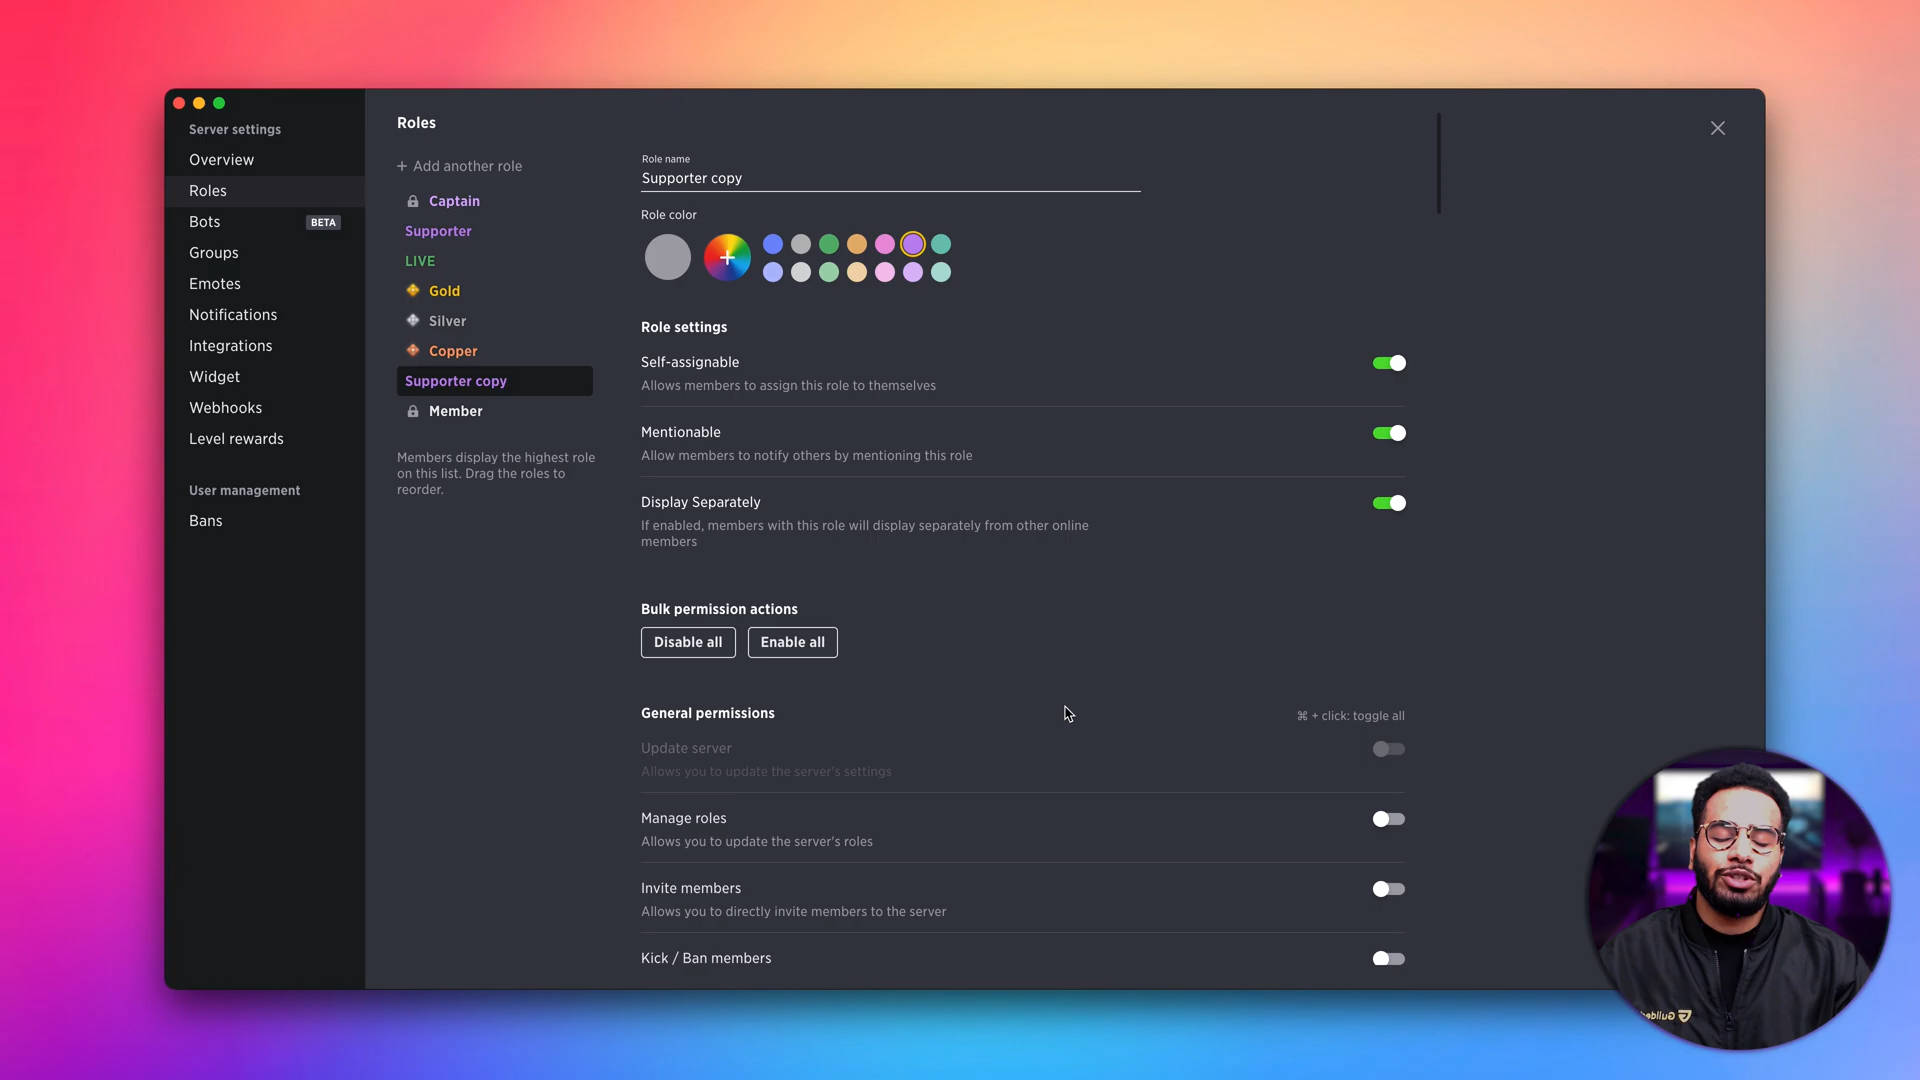 Server settings
Overview
Roles
Bots
BETA
Groups
Emotes
Notifications
Integrations
Widget
Webhooks
Level rewards
User management
Bans
Roles
+ Add another role
Captain
Supporter
LIVE
Gold
Silver
Copper
Supporter copy
Member
Members display the highest role
on this list. Drag the roles to
reorder.
Role name
Supporter copy
Role color
Role settings
Self-assignable
Allows members to assign this role to themselves
Mentionable
Allow members to notify others by mentioning this role
Display Separately
If enabled, members with this role will display separately from other online
members
Bulk permission actions
Disable all
Enable all
General permissions
⌘ + click: toggle all
Update server
Allows you to update the server's settings
Manage roles
Allows you to update the server's roles
Invite members
Allows you to directly invite members to the server
Kick / Ban members
Guilded